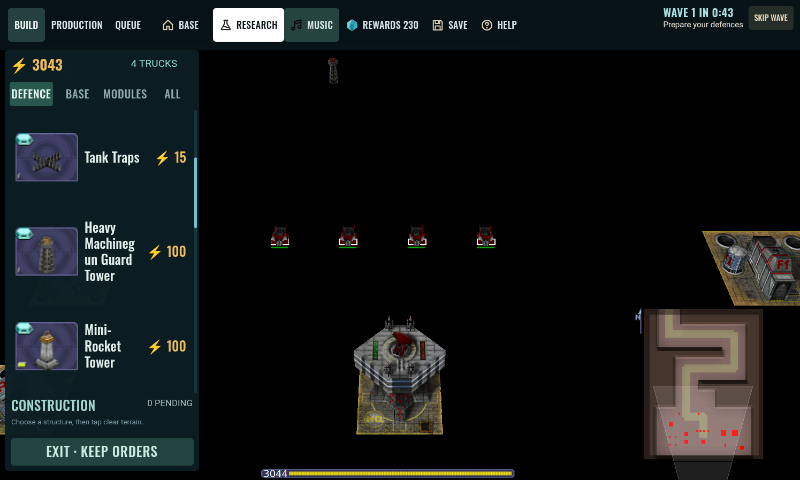 BUILD PRODUCTION QUEUE BASE RESEARCH MUSIC REWARDS 230 SAVE HELP
WAVE 1 IN 0:43
Prepare your defences
SKIP WAVE
3043 4 TRUCKS
DEFENCE BASE MODULES ALL
Tank Traps 15
Heavy
Machineg
un Guard
Tower
100
Mini-
Rocket
Tower
100
CONSTRUCTION 0 PENDING
Choose a structure, then tap clear terrain.
EXIT · KEEP ORDERS
3044
N